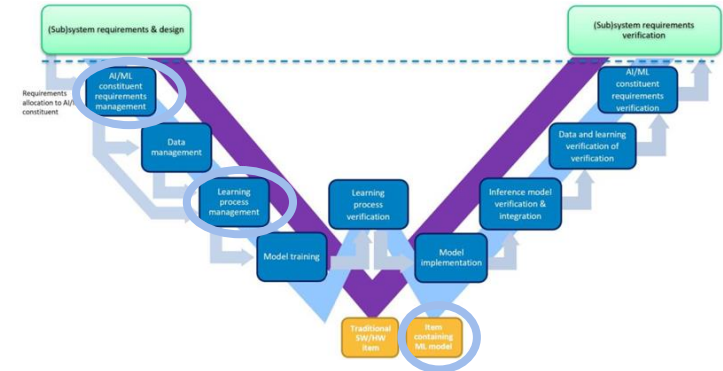 (Sub)system requirements & design
(Sub)system requirements
verification
Requirements
allocation to AI/
constituent
AI/ML
constituent
requirements
management
AI/ML
constituent
requirements
verification
Data
management
Data and learning
verification of
verification
Learning
process
management
Learning
process
verification
Inference model
verification &
integration
Model training
Model
implementation
Traditional
SW/HW
item
Item
containing
ML model